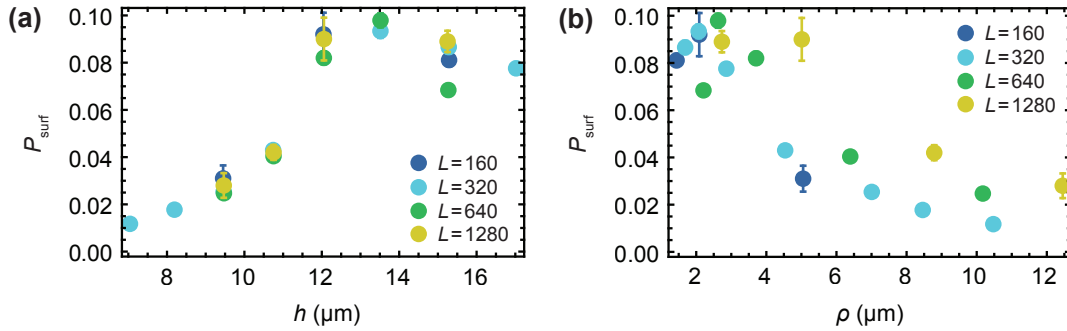 (a)
0.10
0.08
0.06
0.04
0.02
0.00
P_surf
8 10 12 14 16
h (μm)
L=160
L=320
L=640
L=1280
(b)
0.10
0.08
0.06
0.04
0.02
0.00
P_surf
2 4 6 8 10 12
ρ (μm)
L=160
L=320
L=640
L=1280